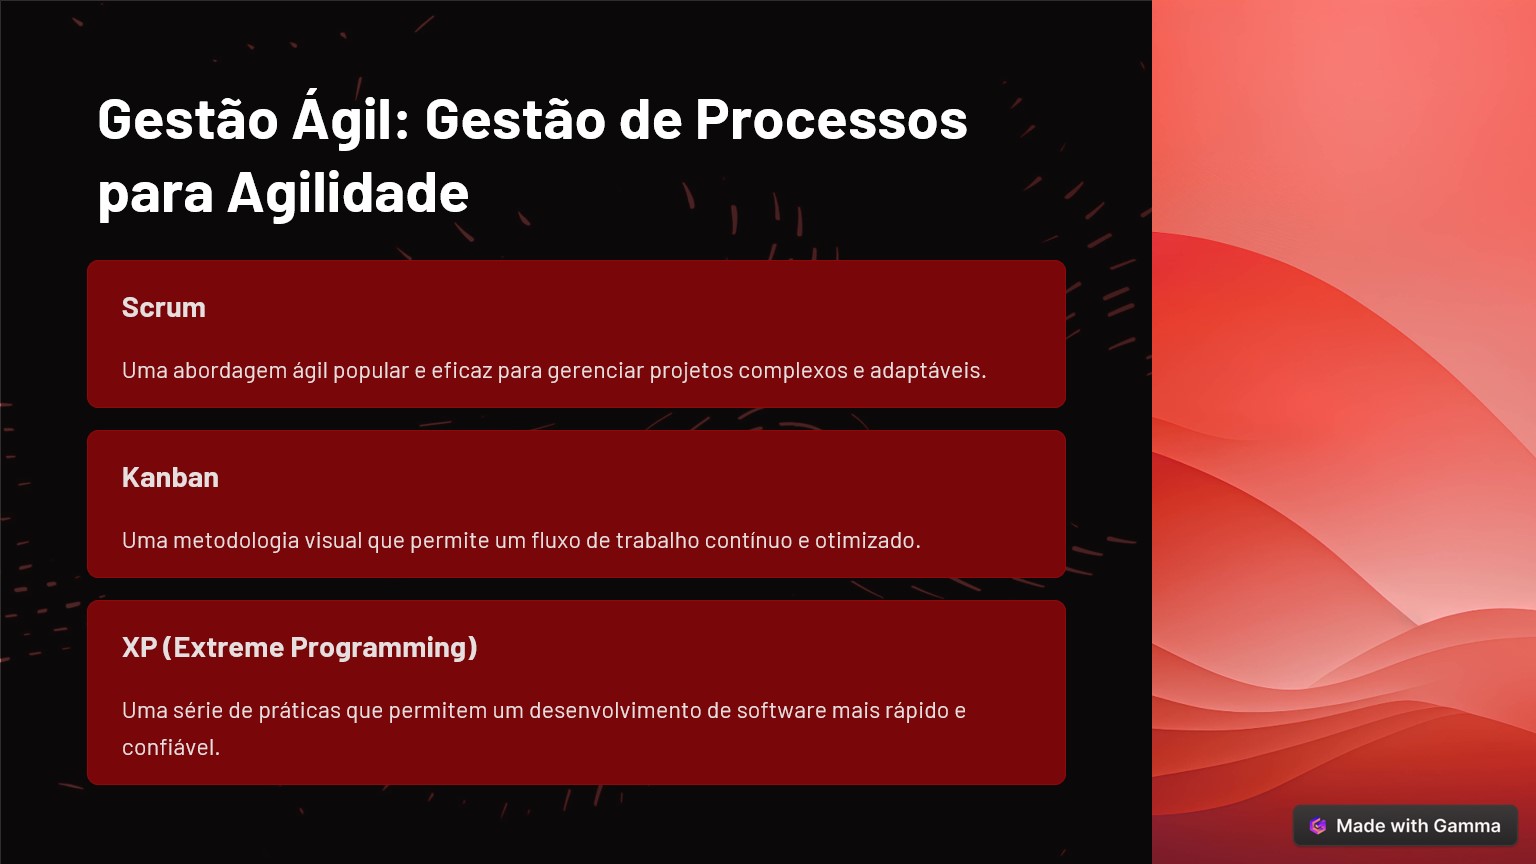 Gestão Ágil: Gestão de Processos
para Agilidade
Scrum
Uma abordagem ágil popular e eficaz para gerenciar projetos complexos e adaptáveis.
Kanban
Uma metodologia visual que permite um fluxo de trabalho contínuo e otimizado.
XP (Extreme Programming)
Uma série de práticas que permitem um desenvolvimento de software mais rápido e
confiável.
Made with Gamma